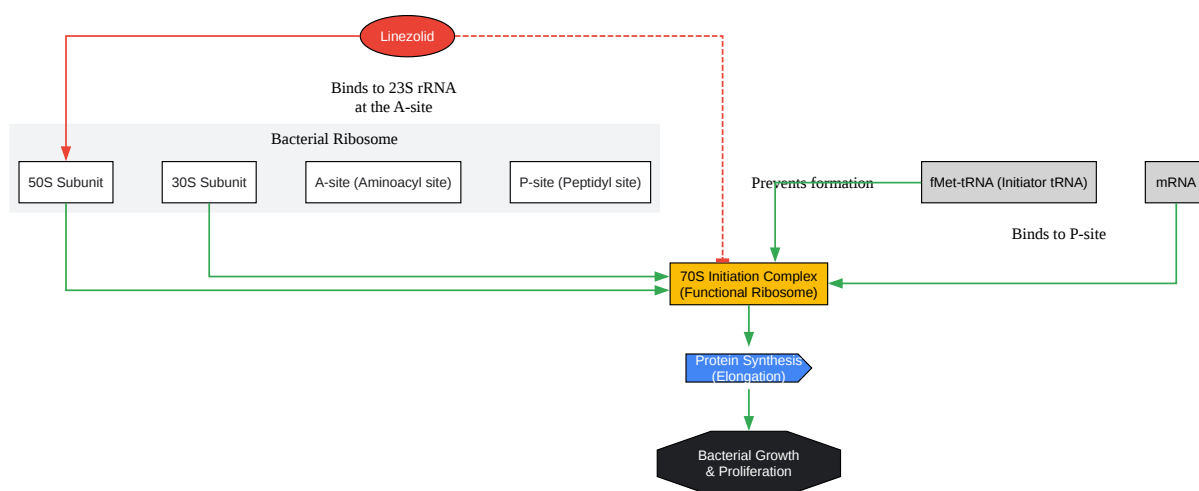 Linezolid
Binds to 23S rRNA
at the A-site
Bacterial Ribosome
50S Subunit
30S Subunit
A-site (Aminoacyl site)
P-site (Peptidyl site)
Prevents formation
fMet-tRNA (Initiator tRNA)
mRNA
Binds to P-site
70S Initiation Complex
(Functional Ribosome)
Protein Synthesis
(Elongation)
Bacterial Growth
& Proliferation